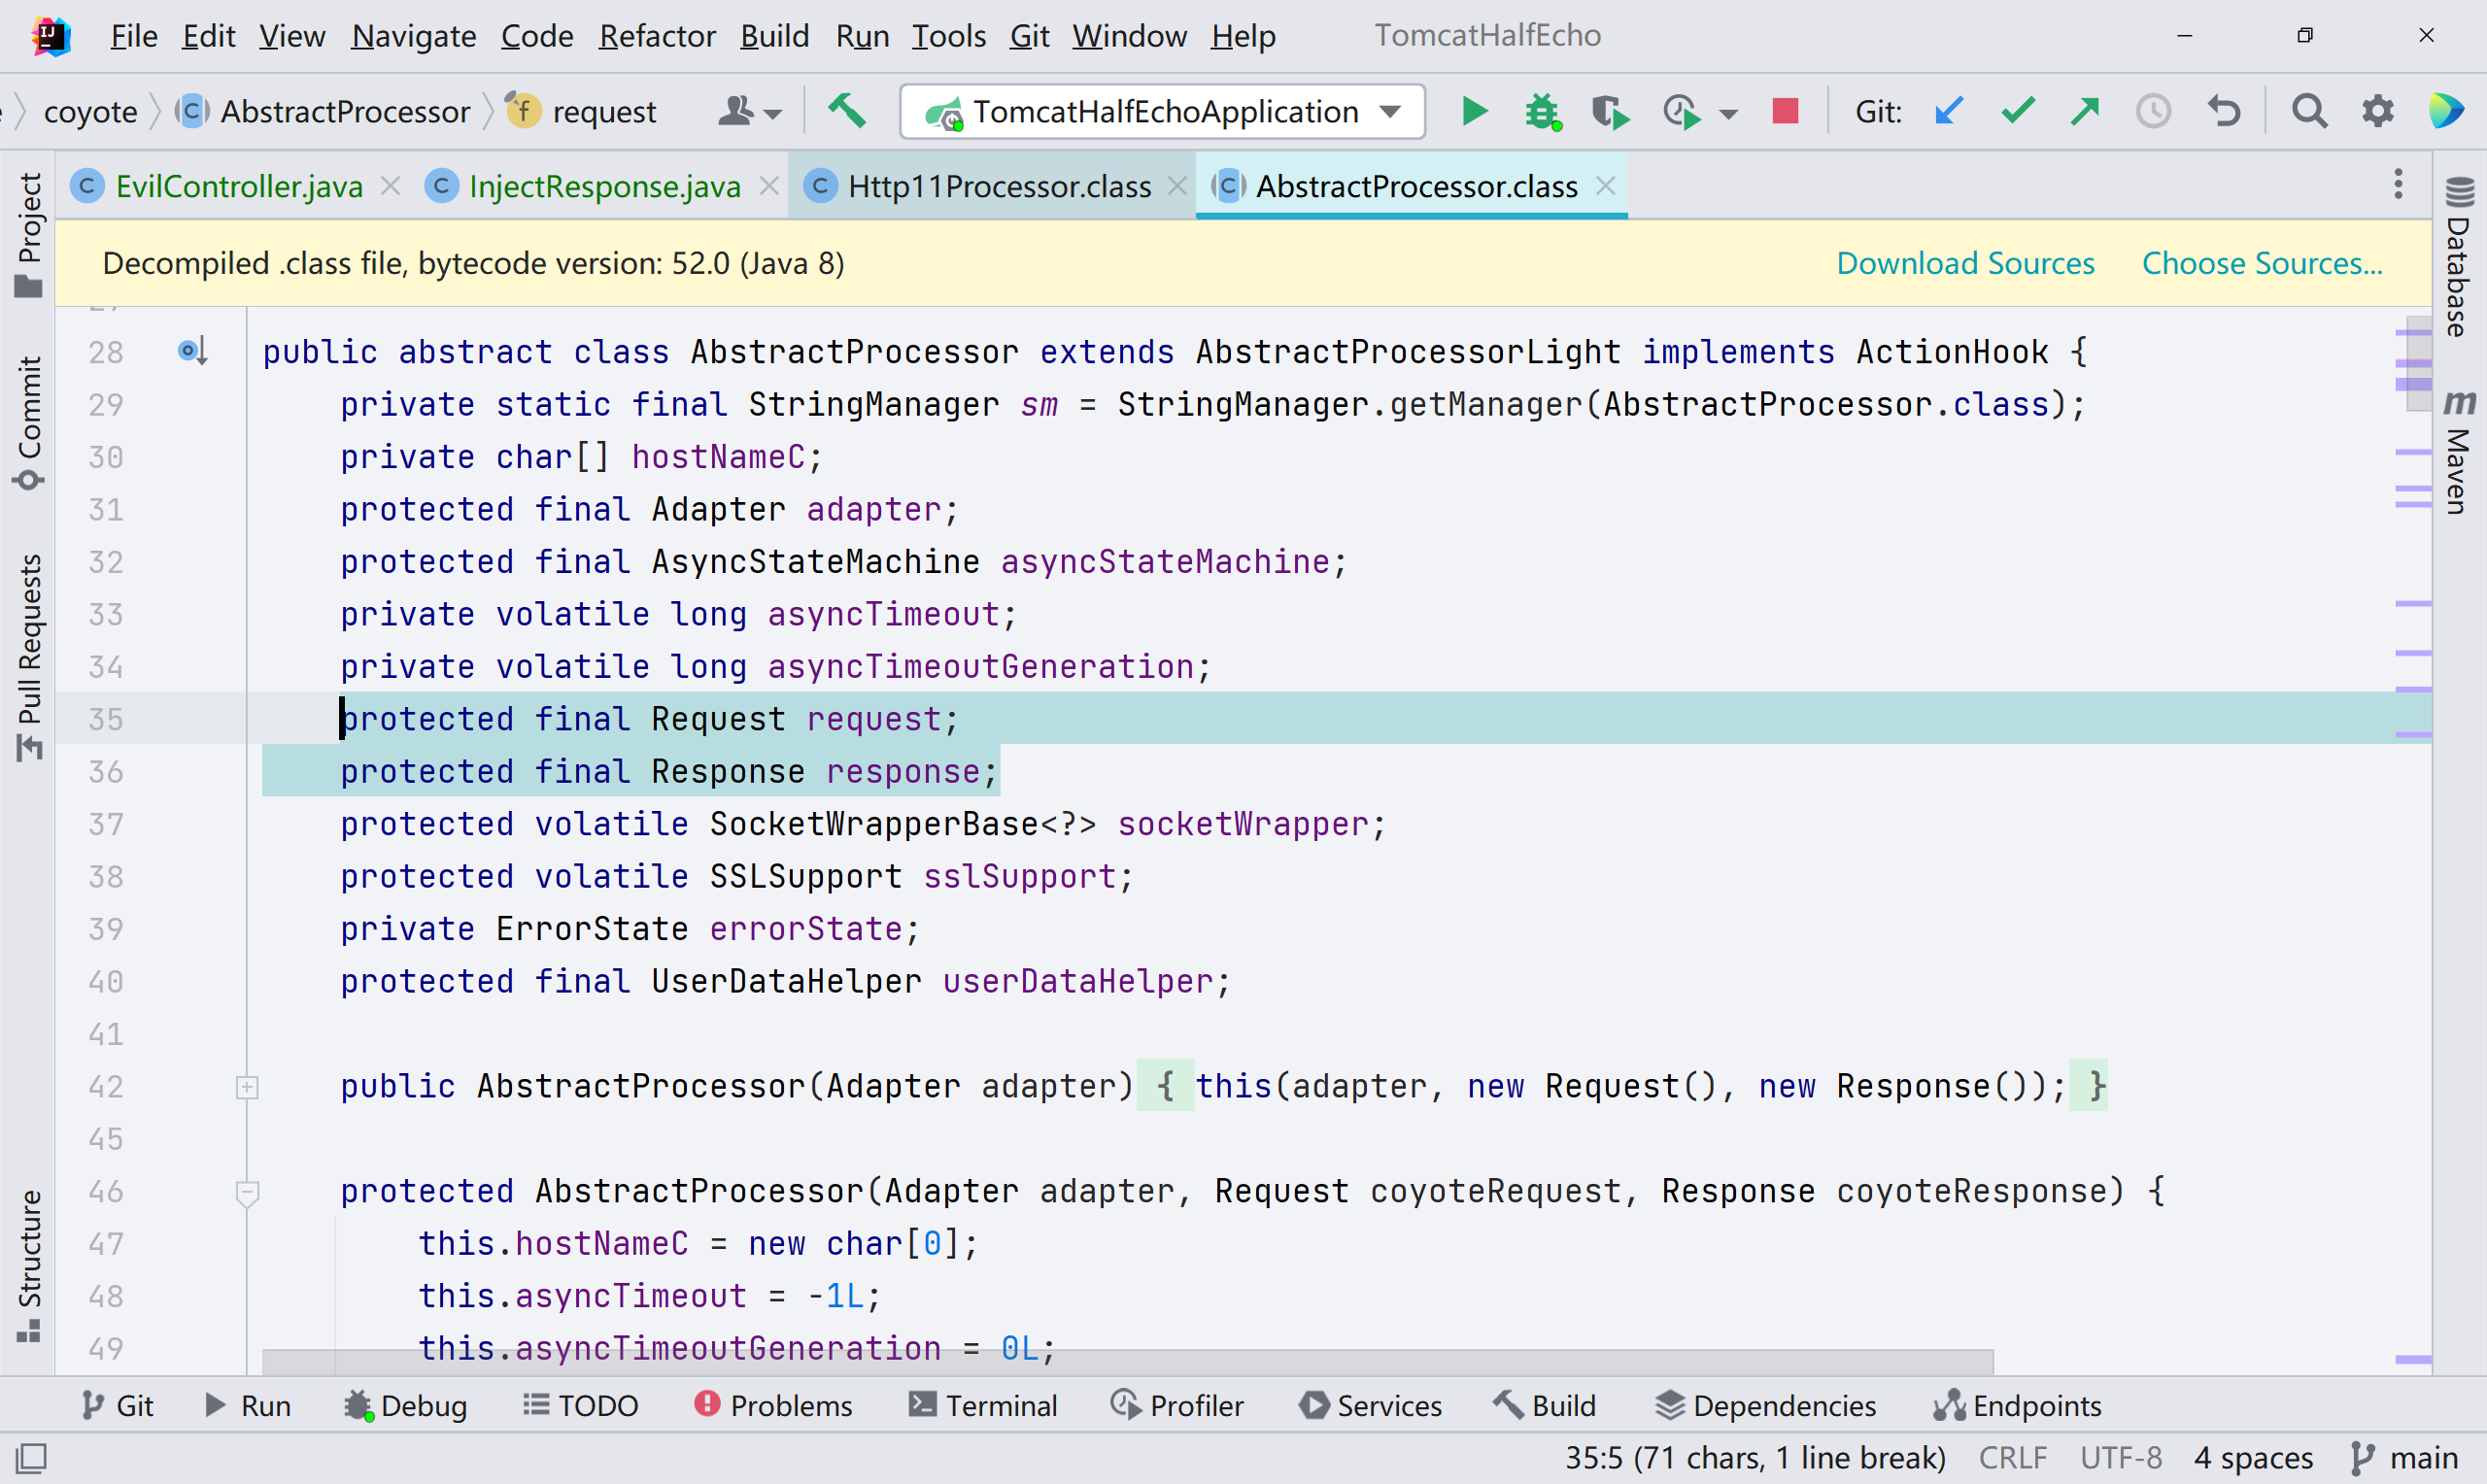 File Edit View Navigate Code Refactor Build Run Tools Git Window Help TomcatHalfEcho
coyote AbstractProcessor request TomcatHalfEchoApplication Git:
EvilController.java InjectResponse.java Http11Processor.class AbstractProcessor.class
Decompiled .class file, bytecode version: 52.0 (Java 8) Download Sources Choose Sources...
28 public abstract class AbstractProcessor extends AbstractProcessorLight implements ActionHook {
29 private static final StringManager sm = StringManager.getManager(AbstractProcessor.class);
30 private char[] hostNameC;
31 protected final Adapter adapter;
32 protected final AsyncStateMachine asyncStateMachine;
33 private volatile long asyncTimeout;
34 private volatile long asyncTimeoutGeneration;
35 protected final Request request;
36 protected final Response response;
37 protected volatile SocketWrapperBase<?> socketWrapper;
38 protected volatile SSLSupport sslSupport;
39 private ErrorState errorState;
40 protected final UserDataHelper userDataHelper;
41
42 public AbstractProcessor(Adapter adapter) { this(adapter, new Request(), new Response()); }
45
46 protected AbstractProcessor(Adapter adapter, Request coyoteRequest, Response coyoteResponse) {
47 this.hostNameC = new char[0];
48 this.asyncTimeout = -1L;
49 this.asyncTimeoutGeneration = 0L;
Project
Commit
Pull Requests
Structure
Database
Maven
Git Run Debug TODO Problems Terminal Profiler Services Build Dependencies Endpoints
35:5 (71 chars, 1 line break) CRLF UTF-8 4 spaces main